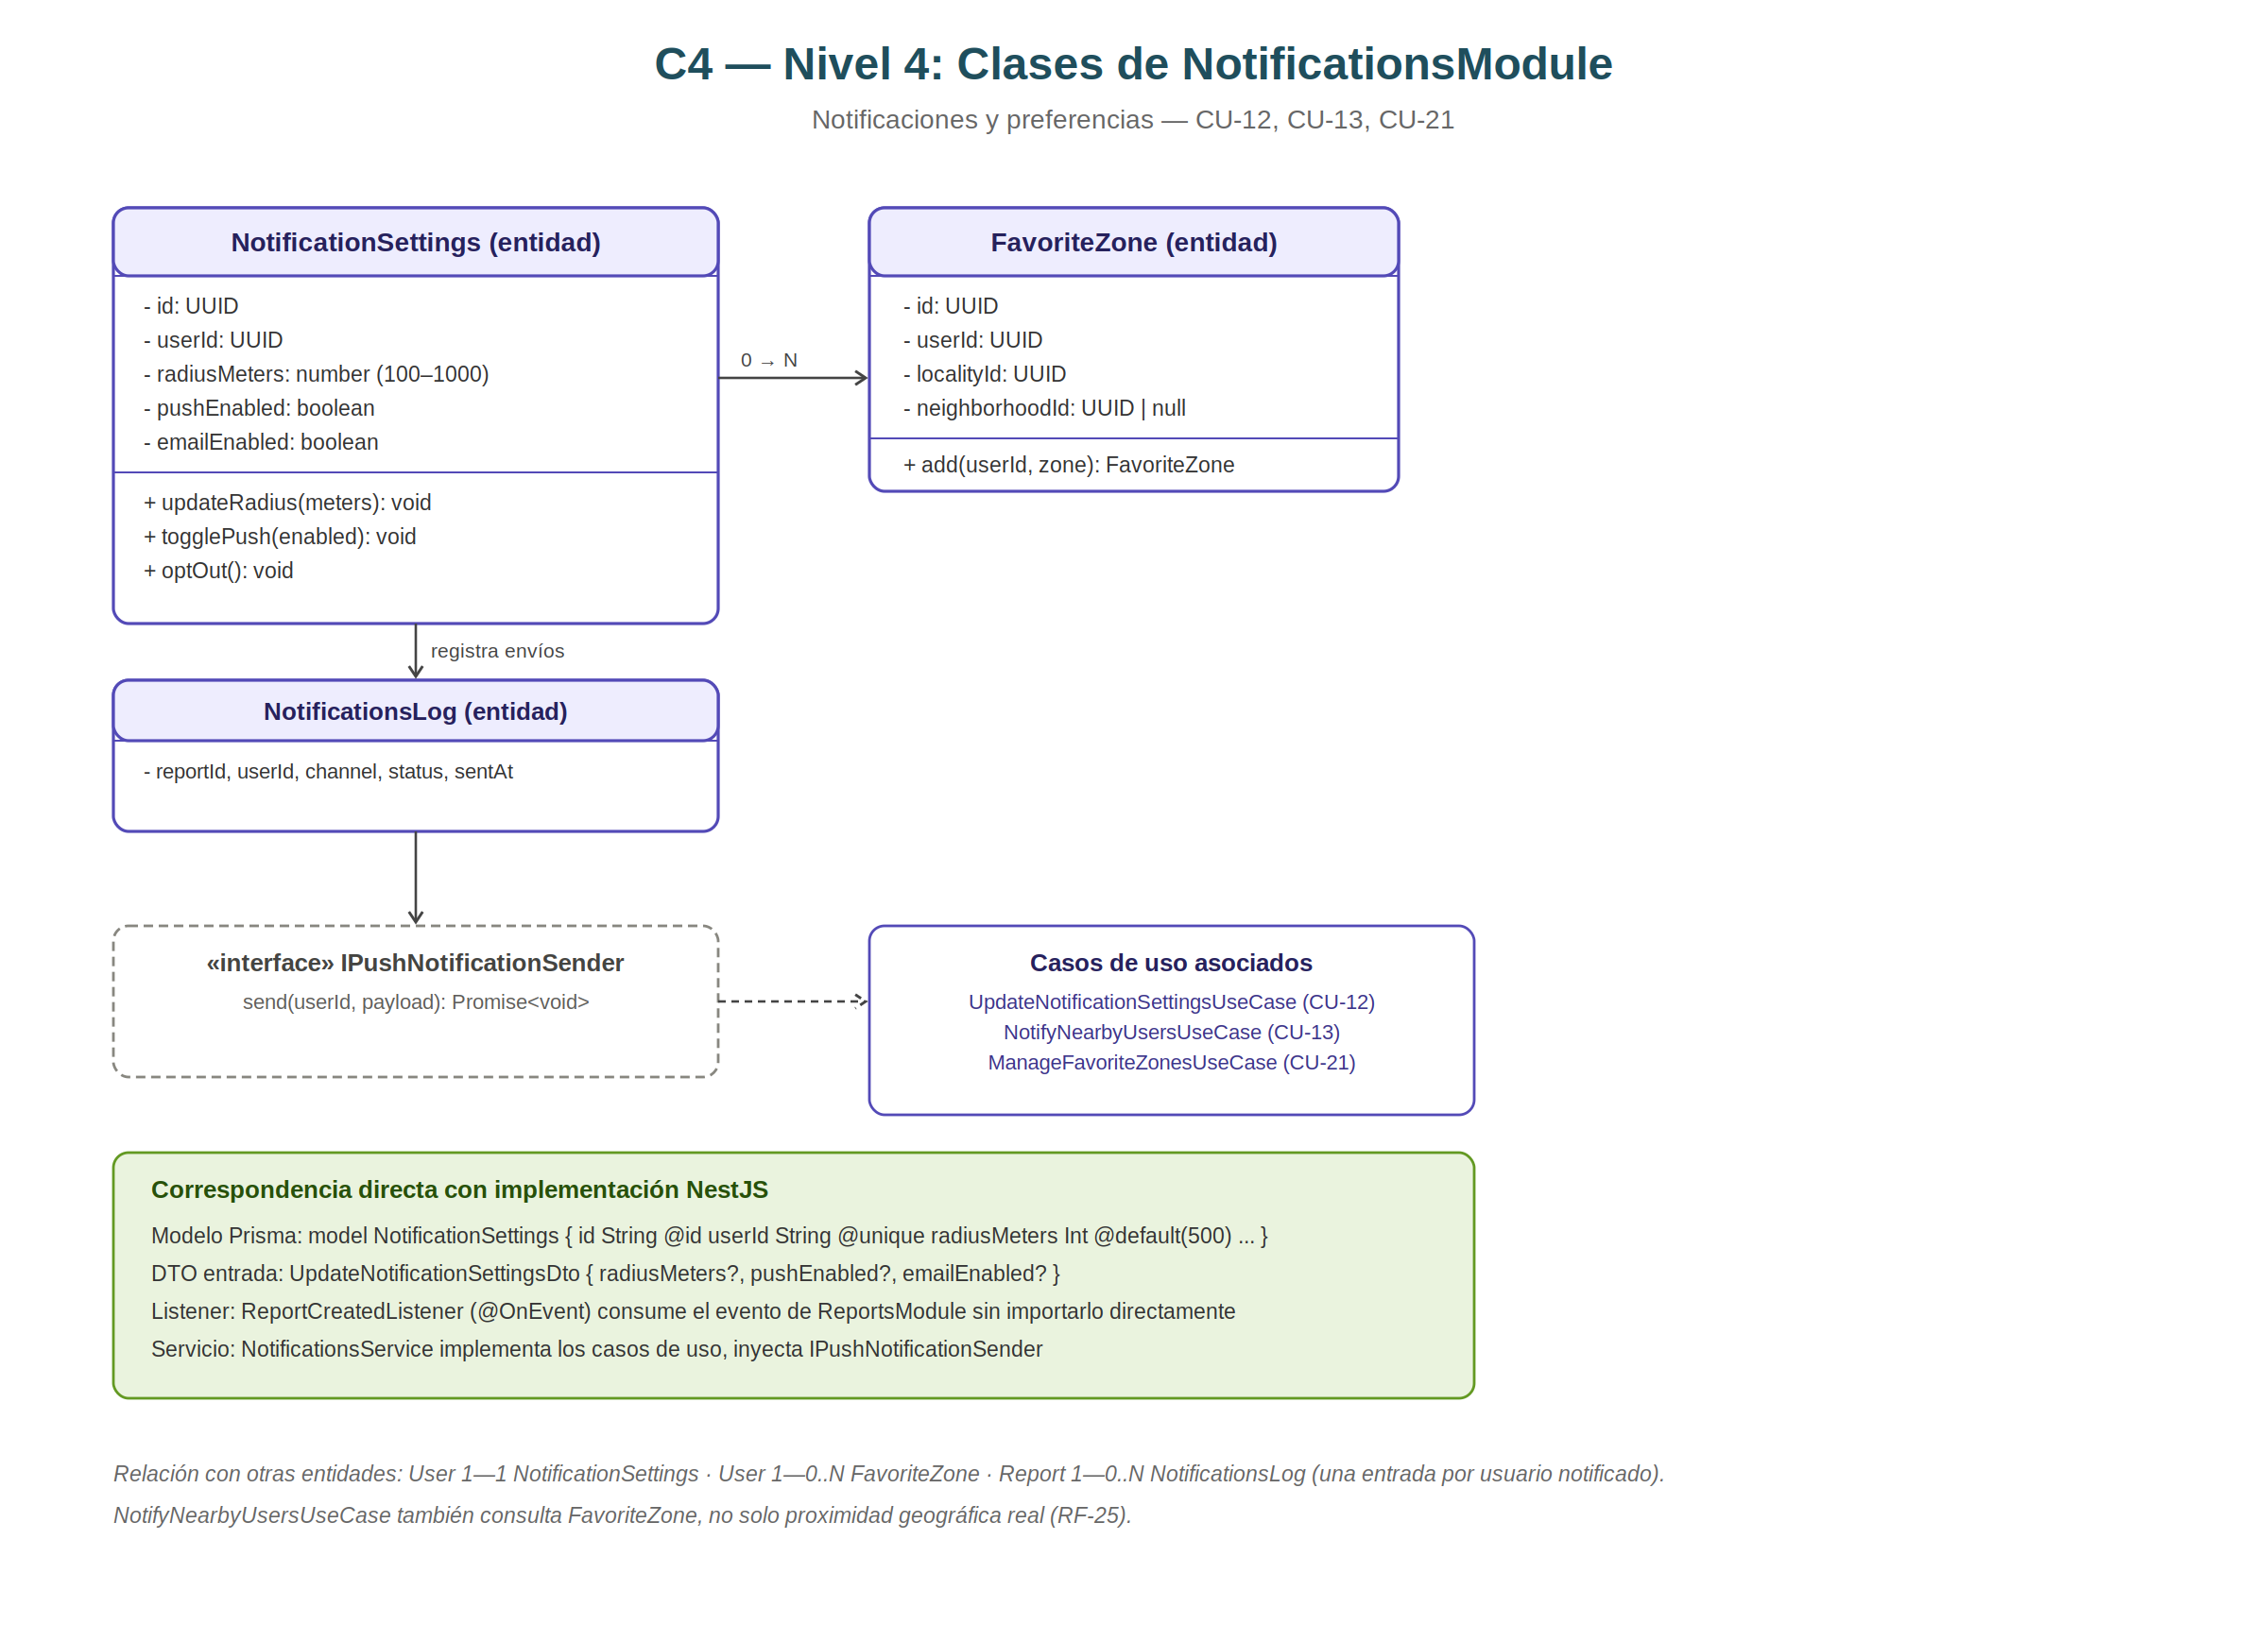 C4 — Nivel 4: Clases de NotificationsModule
Notificaciones y preferencias — CU-12, CU-13, CU-21
NotificationSettings (entidad)
- id: UUID
- userId: UUID
- radiusMeters: number (100–1000)
- pushEnabled: boolean
- emailEnabled: boolean
+ updateRadius(meters): void
+ togglePush(enabled): void
+ optOut(): void
0 → N
FavoriteZone (entidad)
- id: UUID
- userId: UUID
- localityId: UUID
- neighborhoodId: UUID | null
+ add(userId, zone): FavoriteZone
registra envíos
NotificationsLog (entidad)
- reportId, userId, channel, status, sentAt
«interface» IPushNotificationSender
send(userId, payload): Promise<void>
Casos de uso asociados
UpdateNotificationSettingsUseCase (CU-12)
NotifyNearbyUsersUseCase (CU-13)
ManageFavoriteZonesUseCase (CU-21)
Correspondencia directa con implementación NestJS
Modelo Prisma: model NotificationSettings { id String @id userId String @unique radiusMeters Int @default(500) ... }
DTO entrada: UpdateNotificationSettingsDto { radiusMeters?, pushEnabled?, emailEnabled? }
Listener: ReportCreatedListener (@OnEvent) consume el evento de ReportsModule sin importarlo directamente
Servicio: NotificationsService implementa los casos de uso, inyecta IPushNotificationSender
Relación con otras entidades: User 1—1 NotificationSettings · User 1—0..N FavoriteZone · Report 1—0..N NotificationsLog (una entrada por usuario notificado).
NotifyNearbyUsersUseCase también consulta FavoriteZone, no solo proximidad geográfica real (RF-25).